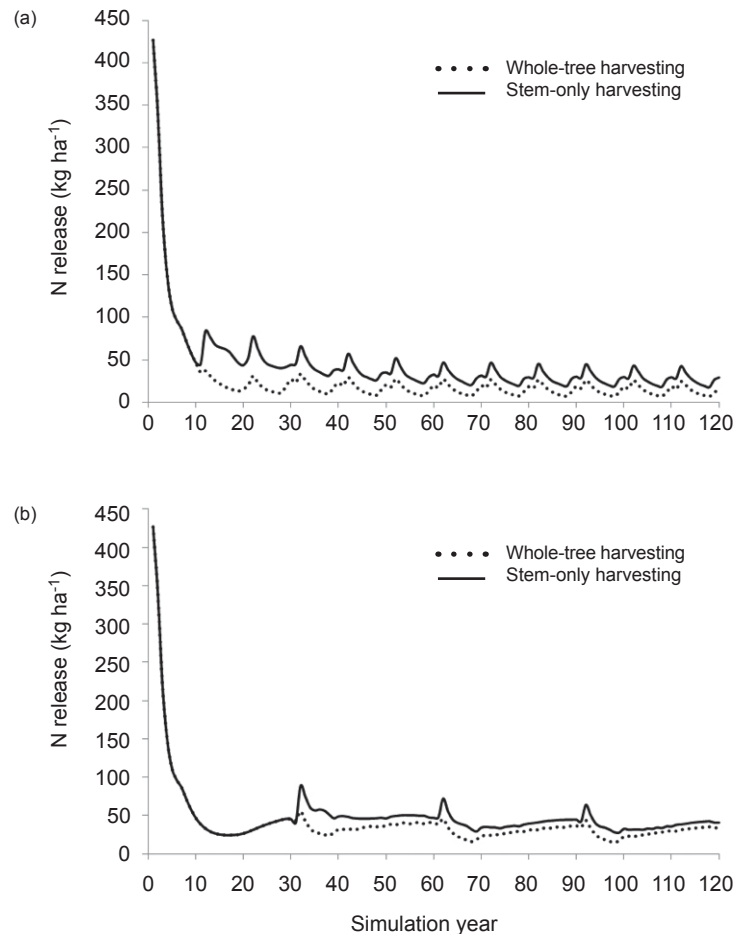 (a)
450
400
350
300
250
200
150
100
50
0
N release (kg ha⁻¹)
Whole-tree harvesting
Stem-only harvesting
0 10 20 30 40 50 60 70 80 90 100 110 120
(b)
450
400
350
300
250
200
150
100
50
0
N release (kg ha⁻¹)
Whole-tree harvesting
Stem-only harvesting
0 10 20 30 40 50 60 70 80 90 100 110 120
Simulation year